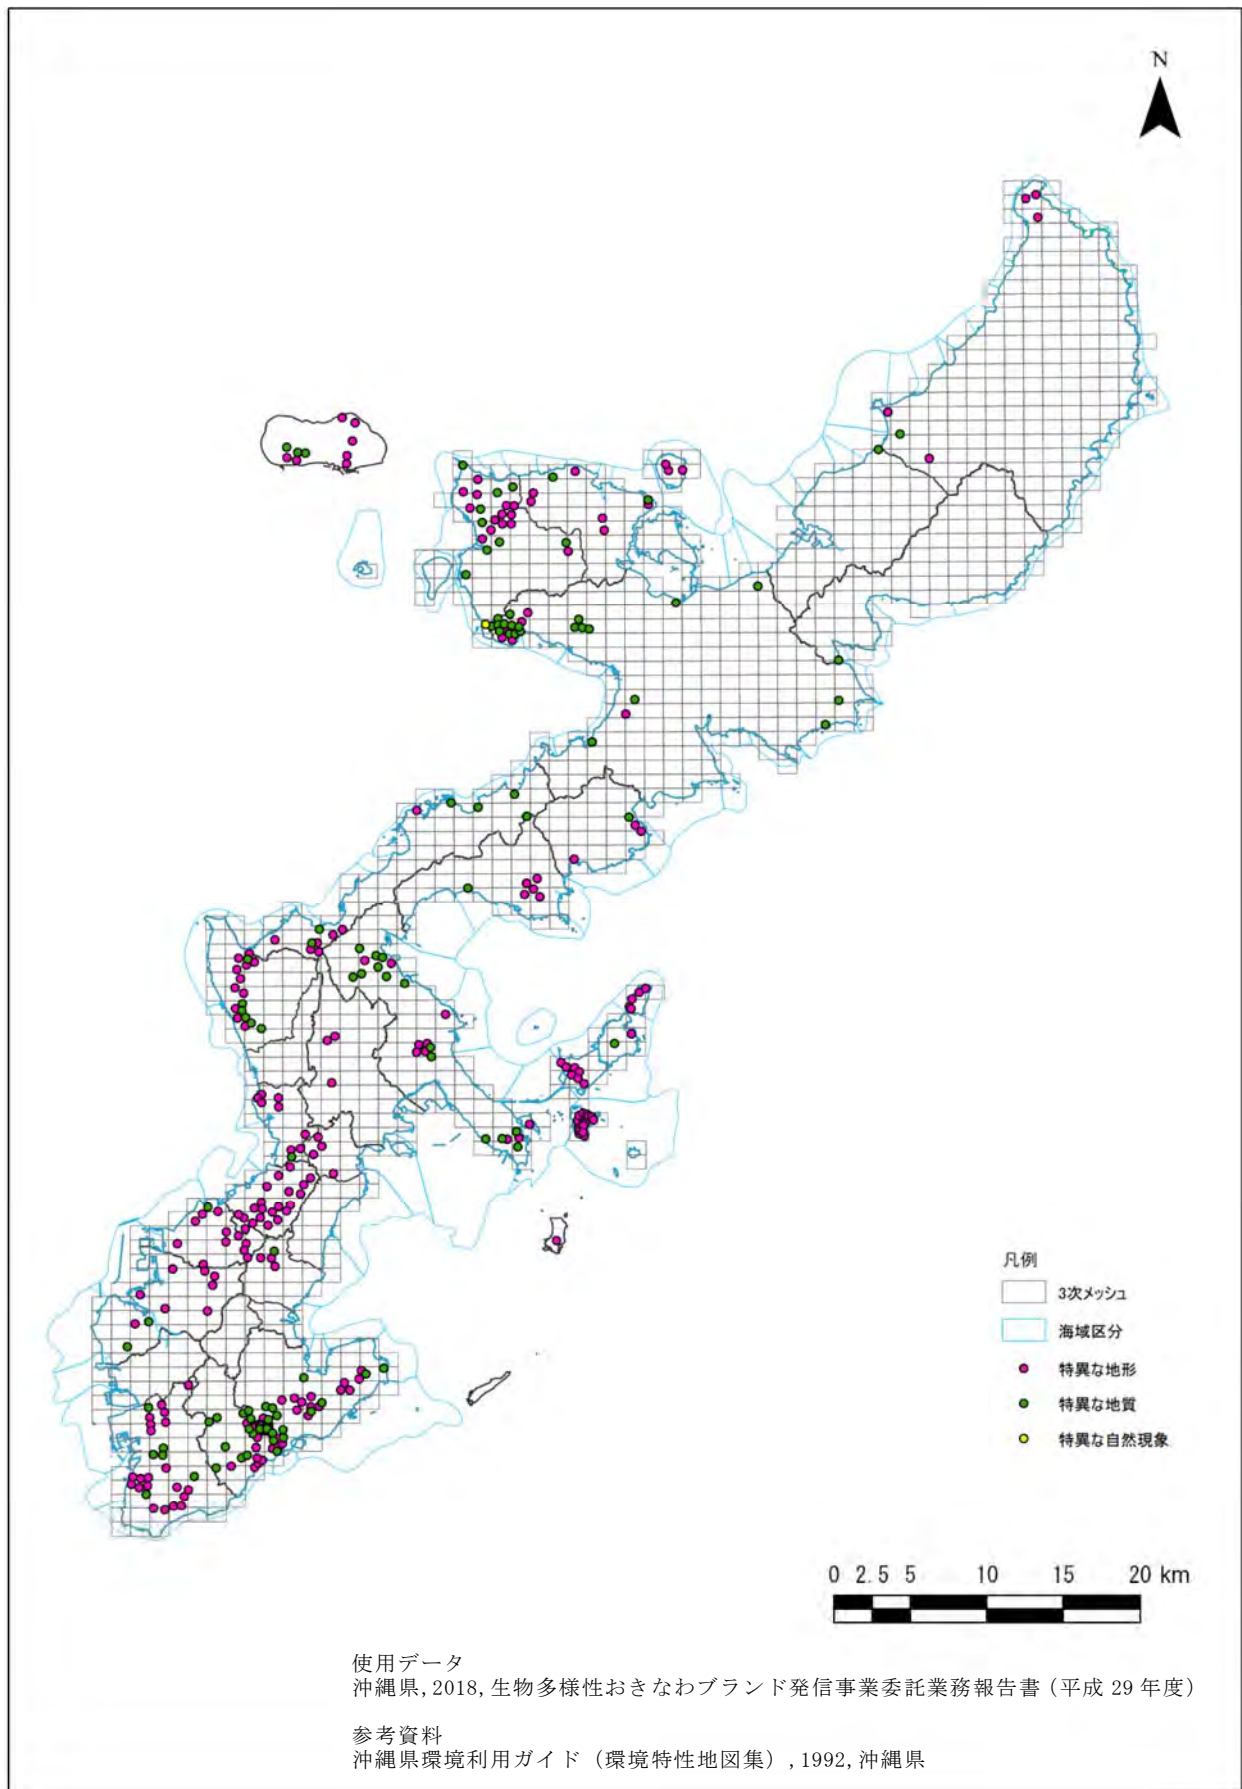 N
凡例
3次メッシュ
海域区分
特異な地形
特異な地質
特異な自然現象
0 2.5 5 10 15 20 km
使用データ
沖縄県,2018,生物多様性おきなわブランド発信事業委託業務報告書(平成 29 年度)
参考資料
沖縄県環境利用ガイド(環境特性地図集),1992,沖縄県